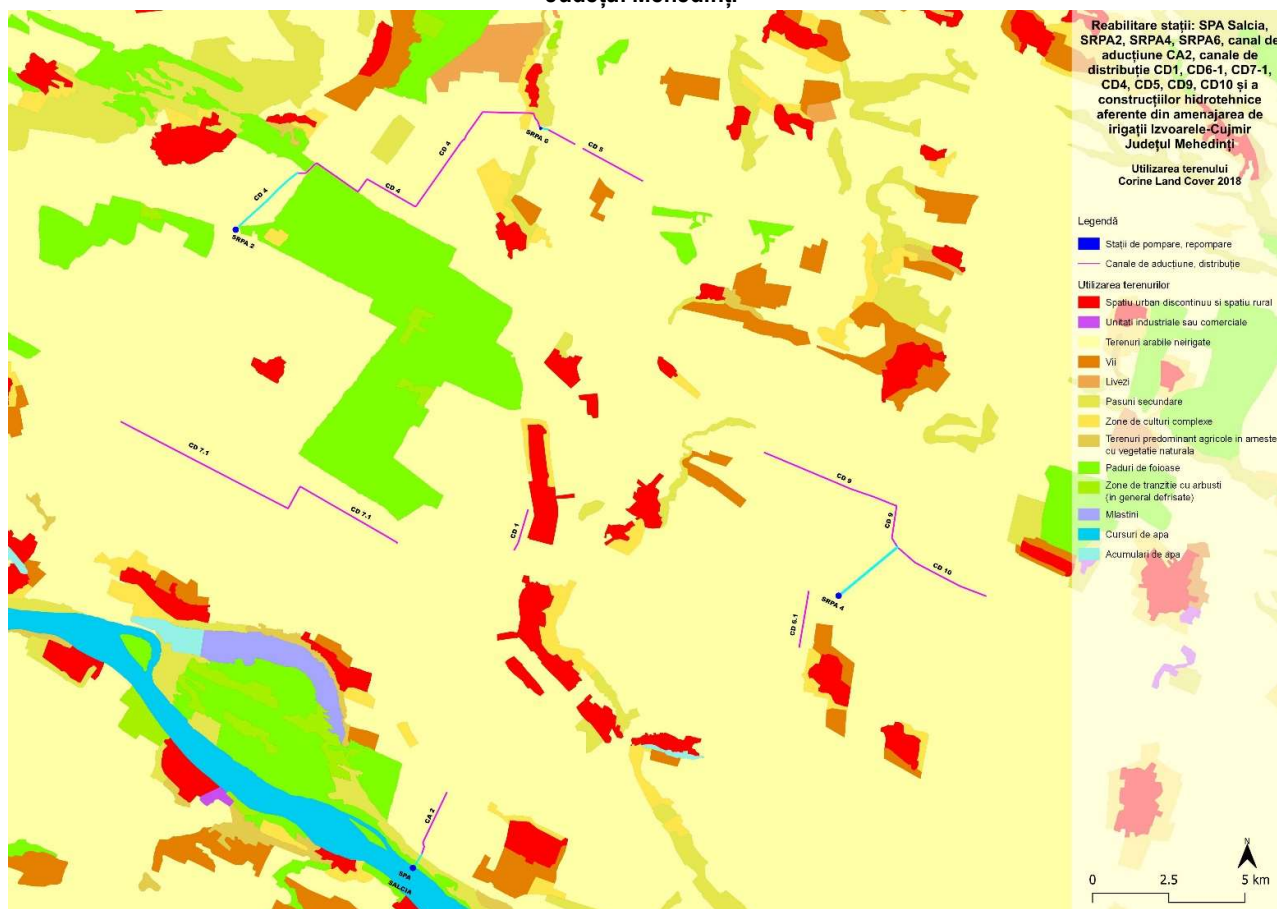 Județul Mehedinți
Reabilitare stații: SPA Salcia,
SRPA2, SRPA4, SRPA6, canal de
aducțiune CA2, canale de
distribuție CD1, CD6-1, CD7-1,
CD4, CD5, CD9, CD10 și a
construcțiilor hidrotehnice
aferente din amenajarea de
irigații Izvoarele-Cujmir
Județul Mehedinți
Utilizarea terenului
Corine Land Cover 2018
Legendă
Stații de pompare, repompare
Canale de aducțiune, distribuție
Utilizarea terenurilor
Spatiu urban discontinuu si spatiu rural
Unitati industriale sau comerciale
Terenuri arabile neirigate
Vii
Livezi
Pasuni secundare
Zone de culturi complexe
Terenuri predominant agricole in ameste
cu vegetatie naturala
Paduri de foioase
Zone de tranzitie cu arbusti
(in general defrisate)
Mlastini
Cursuri de apa
Acumulari de apa
SRPA 6
CD 5
CD 4
CD 4
CD 4
SRPA 2
CD 7.1
CD 7.1
CD 1
CD 9
CD 9
CD 10
SRPA 4
CD 6.1
CA 2
SPA
SALCIA
N
0 2.5 5 km